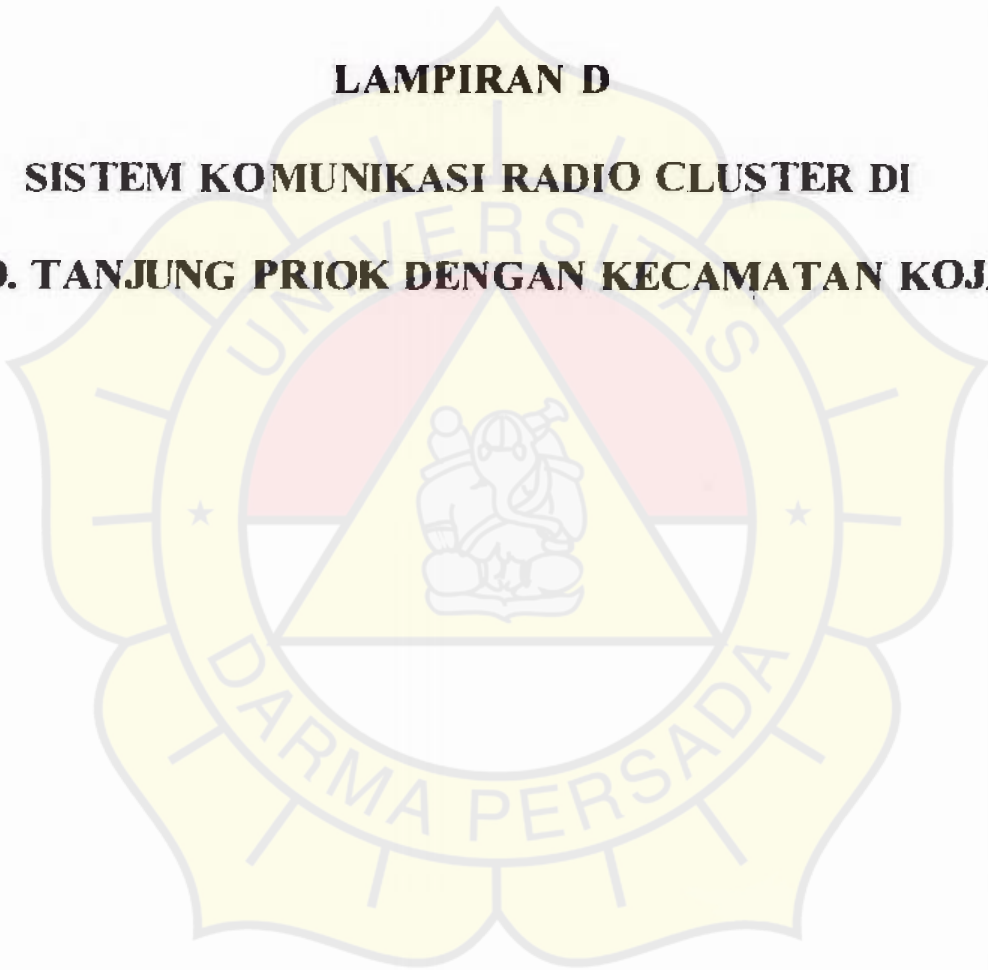 LAMPIRAN D
SISTEM KOMUNIKASI RADIO CLUSTER DI
. TANJUNG PRIOK DENGAN KECAMATAN
UNIVERSITAS
DARMA PERSADA